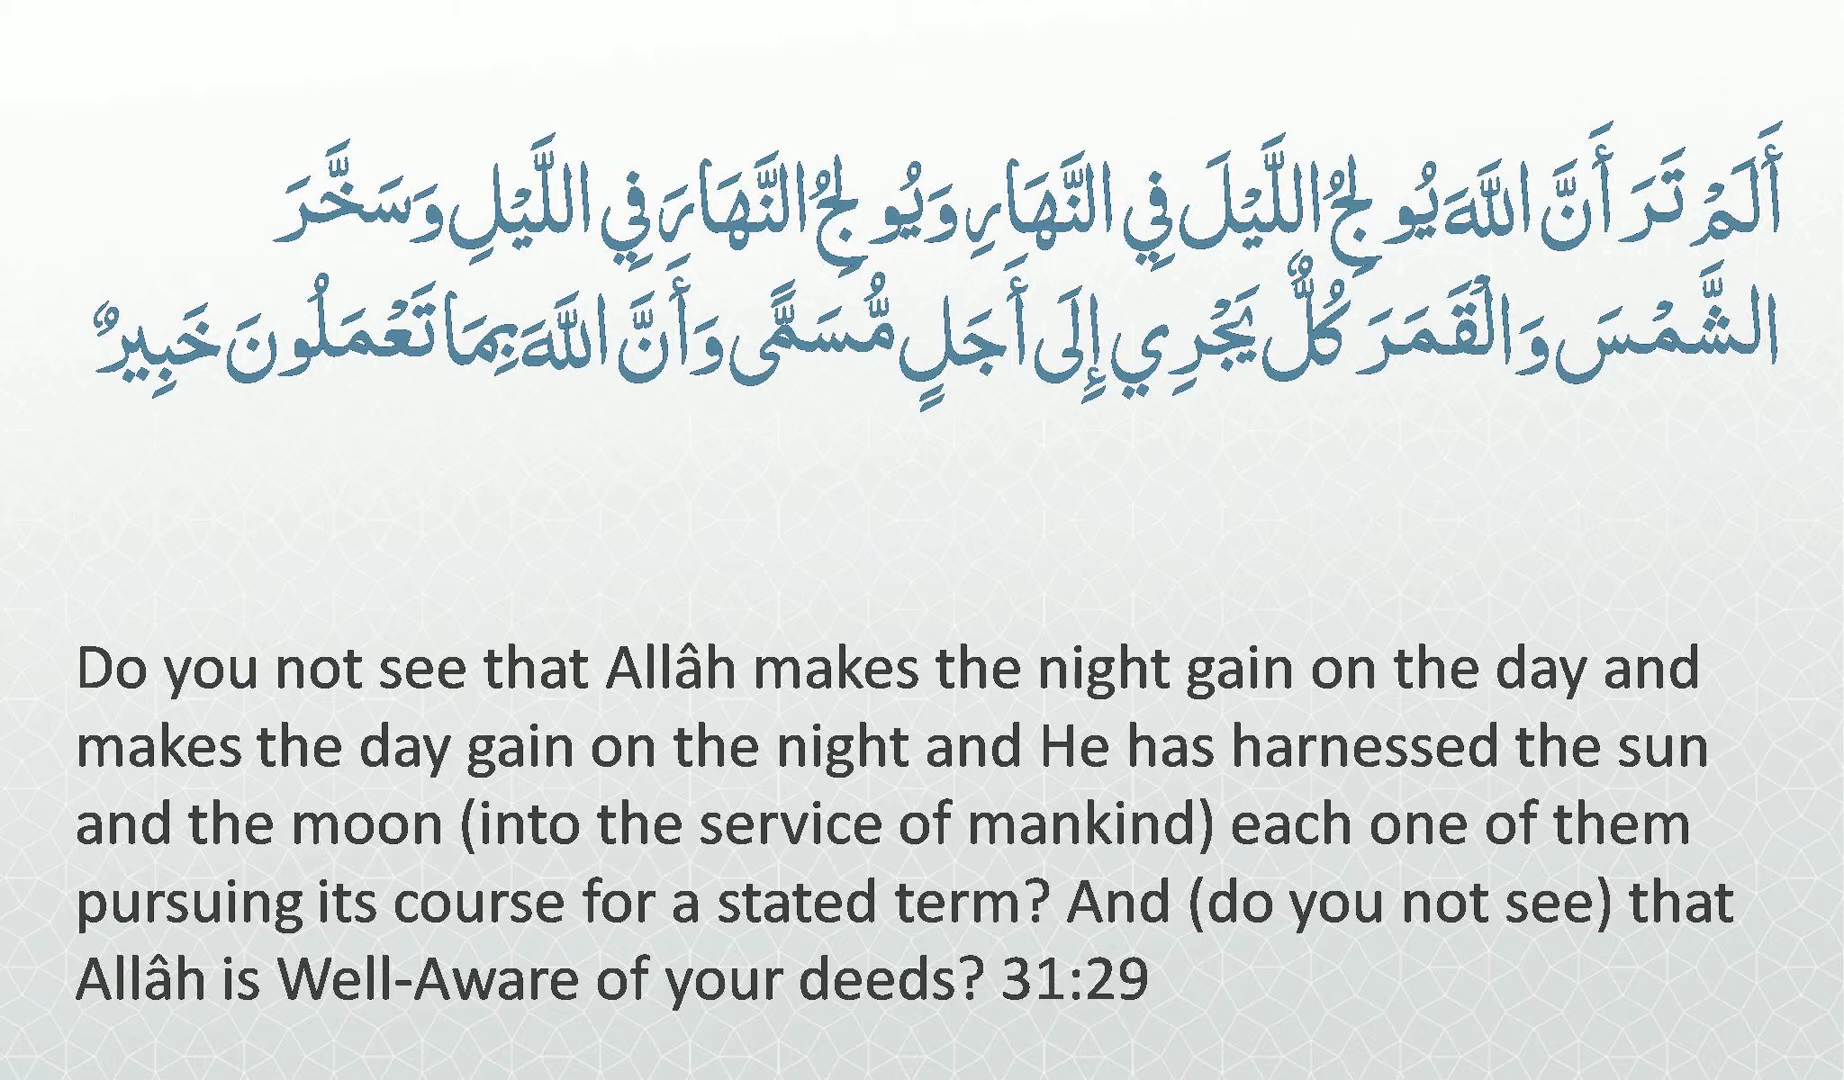 أَلَمْ تَرَ أَنَّ اللَّهَ يُولِجُ اللَّيْلَ فِي النَّهَارِ وَيُولِجُ النَّهَارَ فِي اللَّيْلِ وَسَخَّرَ
الشَّمْسَ وَالْقَمَرَ كُلٌّ يَجْرِي إِلَى أَجَلٍ مُّسَمًّى وَأَنَّ اللَّهَ بِمَا تَعْمَلُونَ خَبِيرٌ
Do you not see that Allâh makes the night gain on the day and
makes the day gain on the night and He has harnessed the sun
and the moon (into the service of mankind) each one of them
pursuing its course for a stated term? And (do you not see) that
Allâh is Well-Aware of your deeds? 31:29